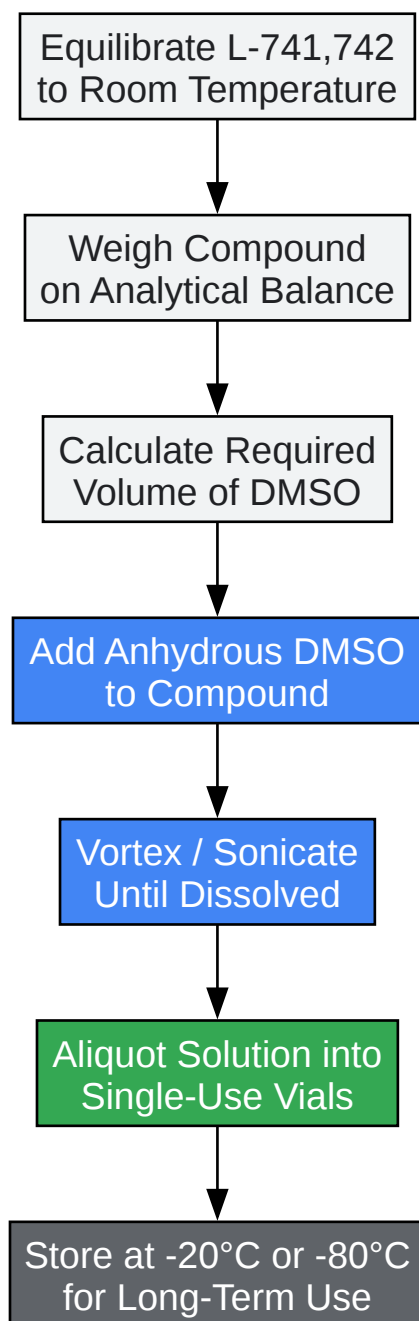 Equilibrate L-741,742
to Room Temperature
Weigh Compound
on Analytical Balance
Calculate Required
Volume of DMSO
Add Anhydrous DMSO
to Compound
Vortex / Sonicate
Until Dissolved
Aliquot Solution into
Single-Use Vials
Store at -20°C or -80°C
for Long-Term Use